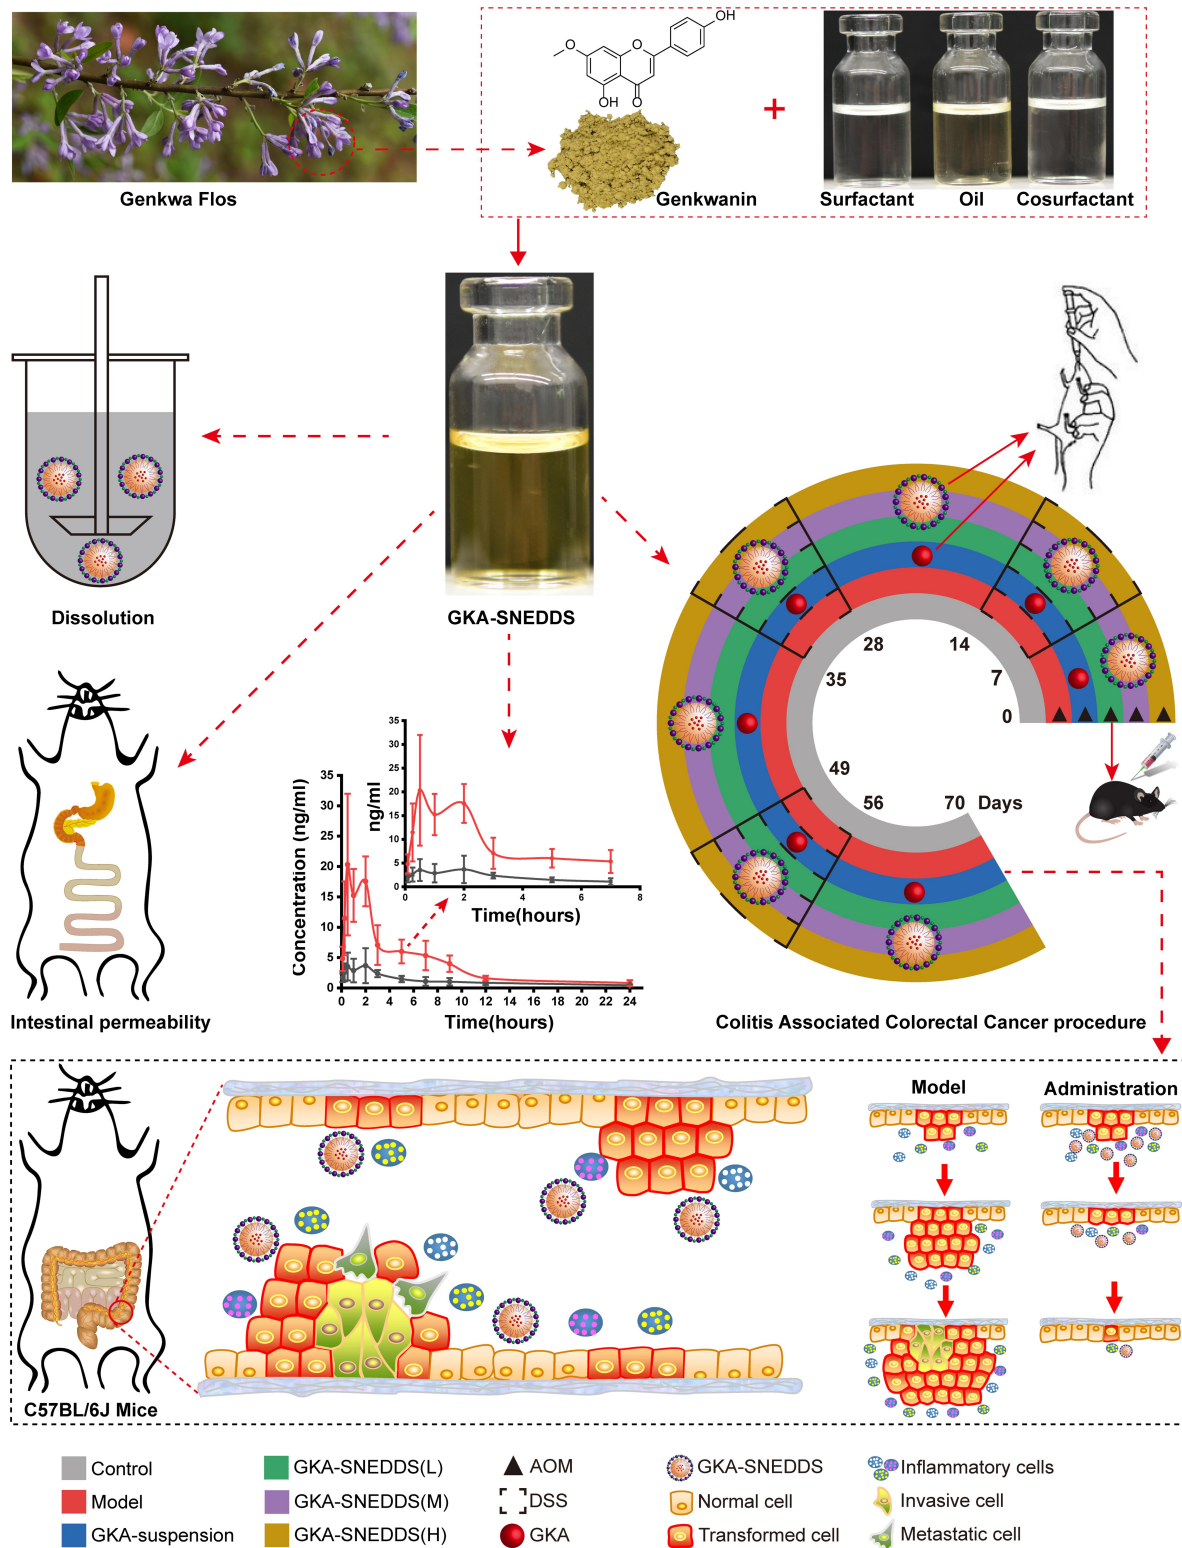 OH
O
O
OH
O
+
Genkwa Flos
Genkwanin
Surfactant
Oil
Cosurfactant
Dissolution
GKA-SNEDDS
28
14
35
7
0
49
56
70
Days
35
30
25
20
15
10
5
0
ng/ml
0
2
4
6
8
Time(hours)
35
30
25
20
15
10
5
0
Concentration (ng/ml)
0 2 4 6 8 10 12 14 16 18 20 22 24
Time(hours)
Intestinal permeability
Colitis Associated Colorectal Cancer procedure
Model
Administration
C57BL/6J Mice
Control
GKA-SNEDDS(L)
AOM
GKA-SNEDDS
Inflammatory cells
Model
GKA-SNEDDS(M)
DSS
Normal cell
Invasive cell
GKA-suspension
GKA-SNEDDS(H)
GKA
Transformed cell
Metastatic cell